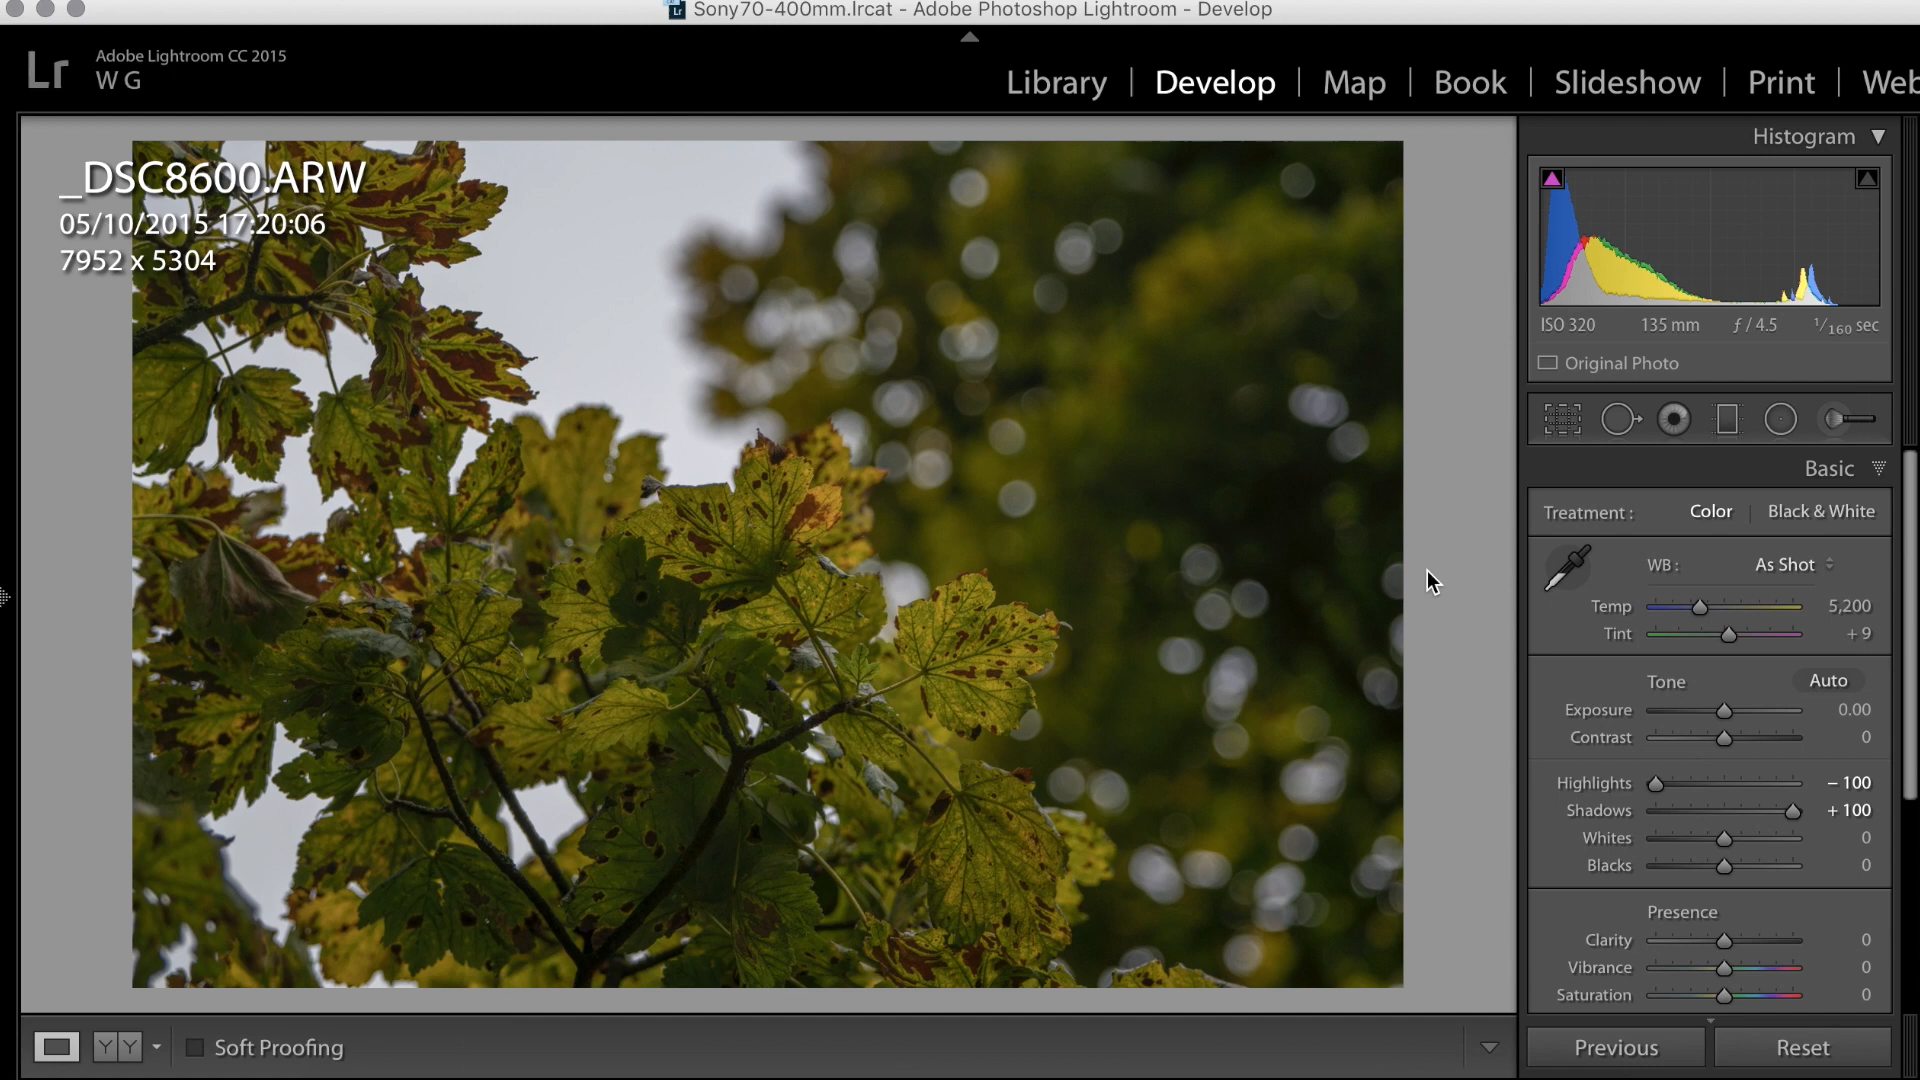 Sony70-400mm.lrcat - Adobe Photoshop Lightroom - Develop
Lr
Adobe Lightroom CC 2015
W G
Library | Develop | Map | Book | Slideshow | Print | Web
_DSC8600.ARW
05/10/2015 17:20:06
7952 x 5304
Histogram
ISO 320 135 mm ƒ / 4.5 1/160 sec
Original Photo
Basic
Treatment : Color | Black & White
WB : As Shot
Temp 5,200
Tint + 9
Tone Auto
Exposure 0.00
Contrast 0
Highlights – 100
Shadows + 100
Whites 0
Blacks 0
Presence
Clarity 0
Vibrance 0
Saturation 0
Y Y
Soft Proofing
Previous Reset